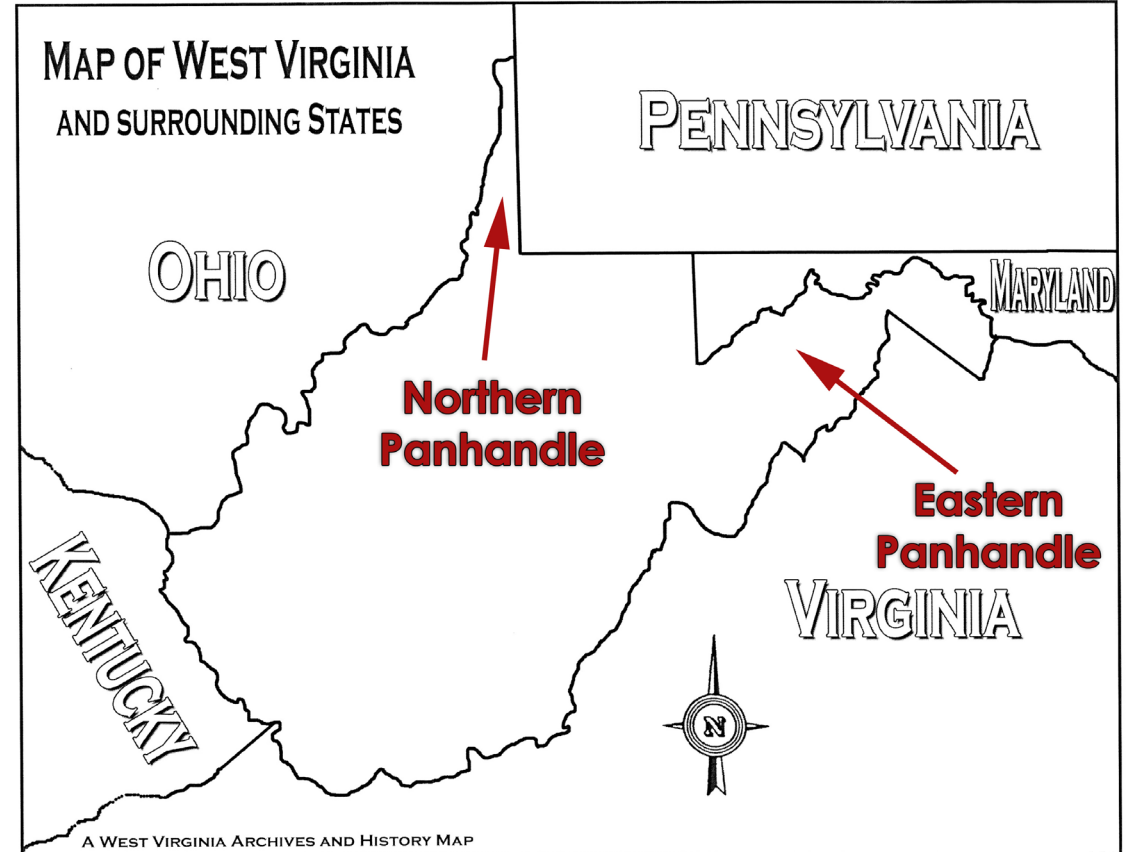 Map of West Virginia
and surrounding States
Pennsylvania
Ohio
Maryland
Northern
Panhandle
Eastern
Panhandle
Kentucky
Virginia
N
A West Virginia Archives and History Map